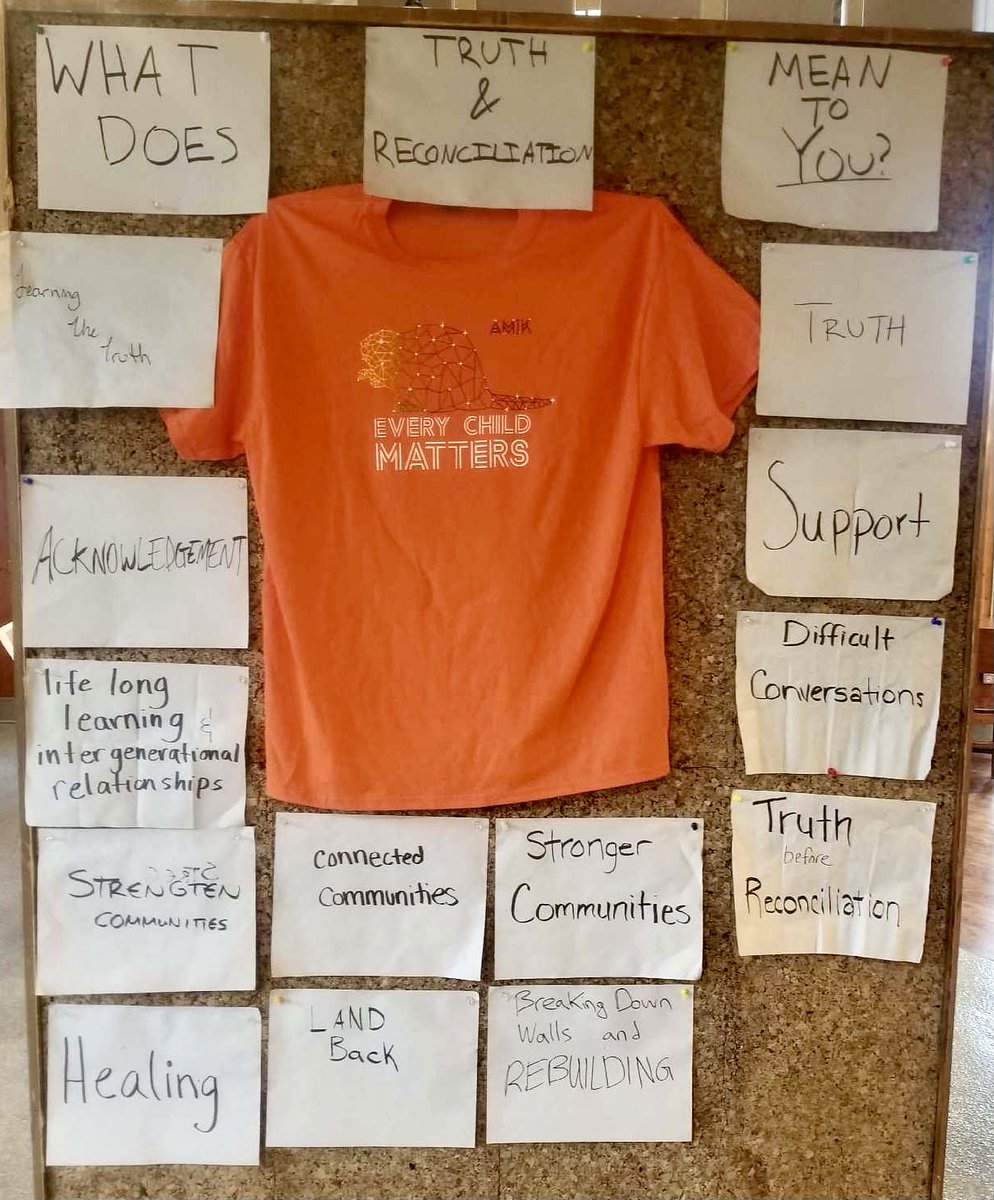 WHAT
DOES
TRUTH
&
RECONCILIATION
MEAN
TO
YOU?
Learning
the
truth
AMIK
EVERY CHILD
MATTERS
TRUTH
ACKNOWLEDGEMENT
Support
life long
learning &
intergenerational
relationships
Difficult
Conversations
STRENGTEN
COMMUNITIES
Connected
Communities
Stronger
Communities
Truth
before
Reconciliation
Healing
LAND
Back
Breaking Down
Walls and
REBUILDING